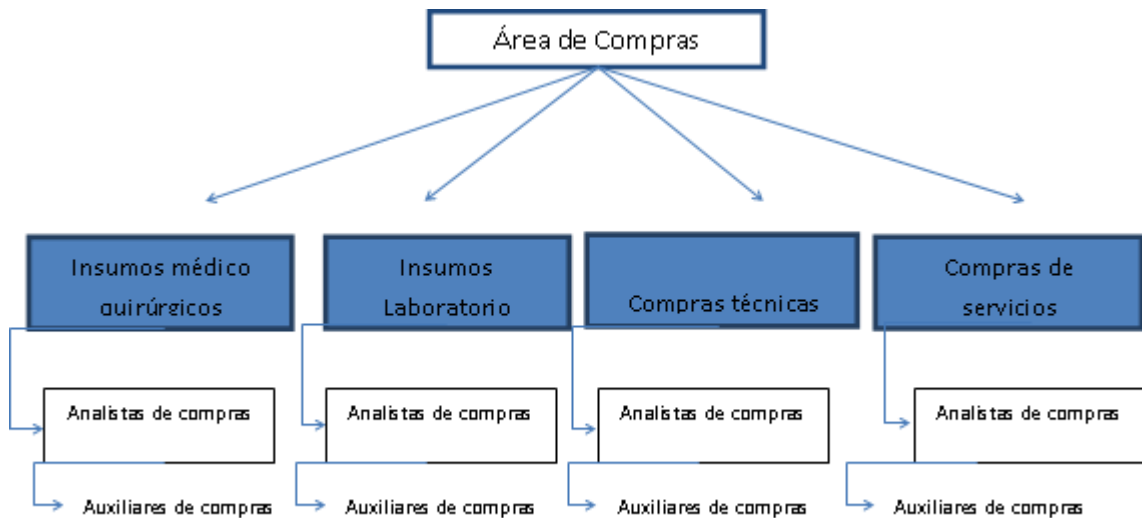 Área de Compras
Insumos médico
quirúrgicos
Insumos
Laboratorio
Compras técnicas
Compras de
servicios
Analistas de compras
Analistas de compras
Analistas de compras
Analistas de compras
Auxiliares de compras
Auxiliares de compras
Auxiliares de compras
Auxiliares de compras